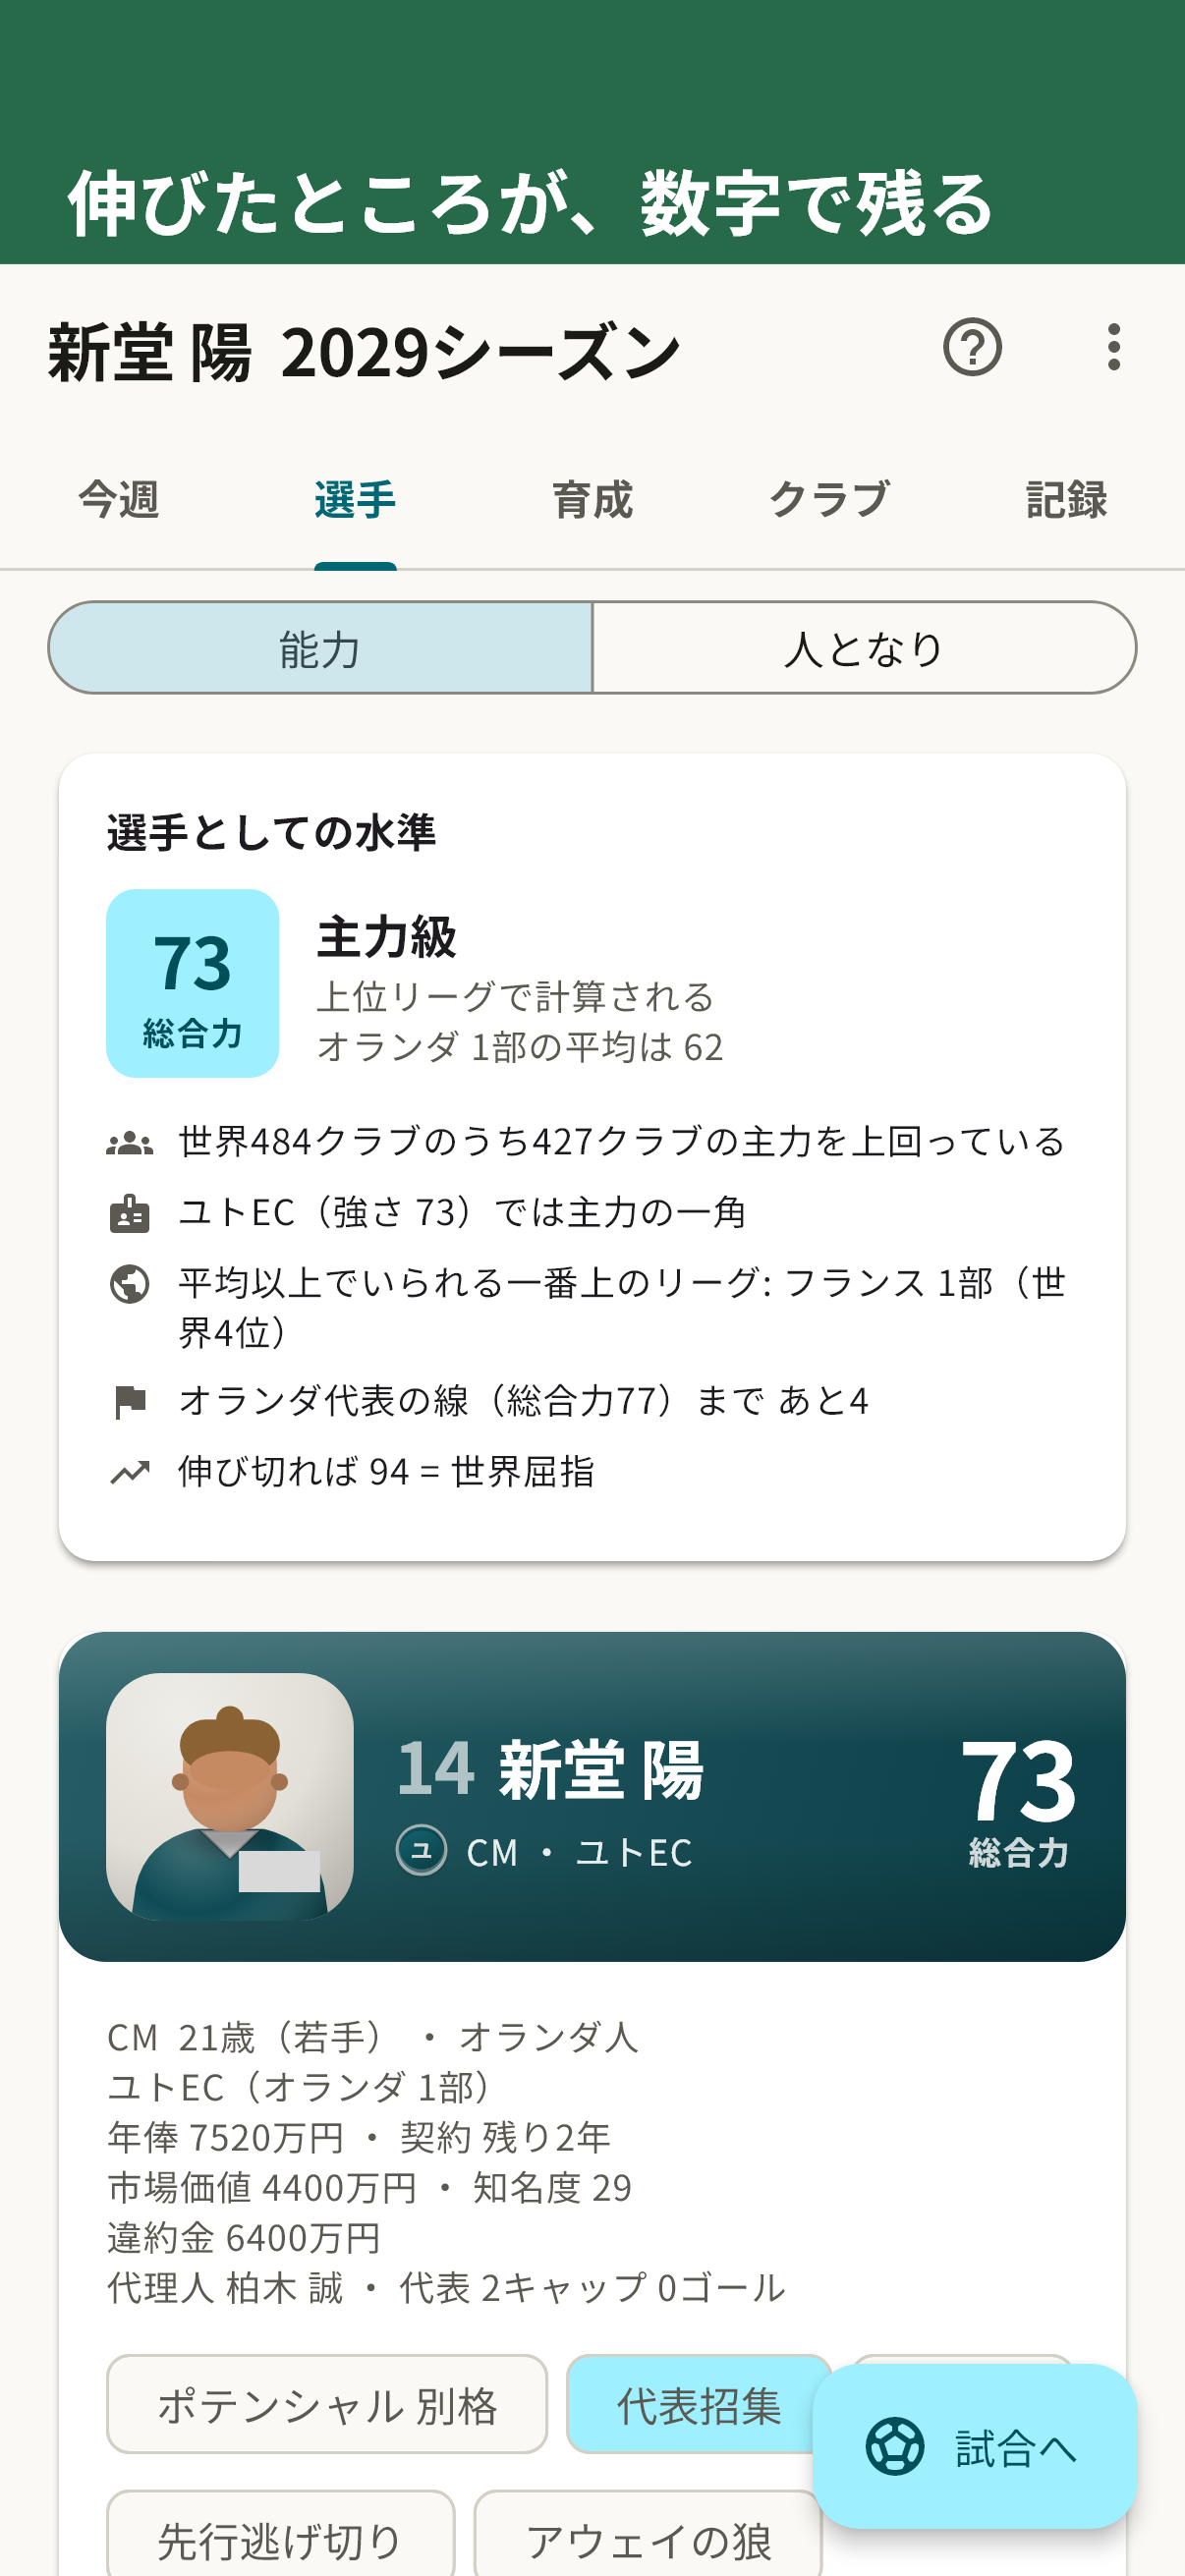 伸びたところが、数字で残る
新堂 陽 2029シーズン
今週 選手 育成 クラブ 記録
能力 人となり
選手としての水準
73
総合力
主力級
上位リーグで計算される
オランダ 1部の平均は 62
世界484クラブのうち427クラブの主力を上回っている
ユトEC（強さ 73）では主力の一角
平均以上でいられる一番上のリーグ: フランス 1部（世
界4位）
オランダ代表の線（総合力77）まで あと4
伸び切れば 94 = 世界屈指
14 新堂 陽
ユ CM ・ ユトEC
73
総合力
CM 21歳（若手） ・ オランダ人
ユトEC（オランダ 1部）
年俸 7520万円 ・ 契約 残り2年
市場価値 4400万円 ・ 知名度 29
違約金 6400万円
代理人 柏木 誠 ・ 代表 2キャップ 0ゴール
ポテンシャル 別格 代表招集
試合へ
先行逃げ切り アウェイの狼